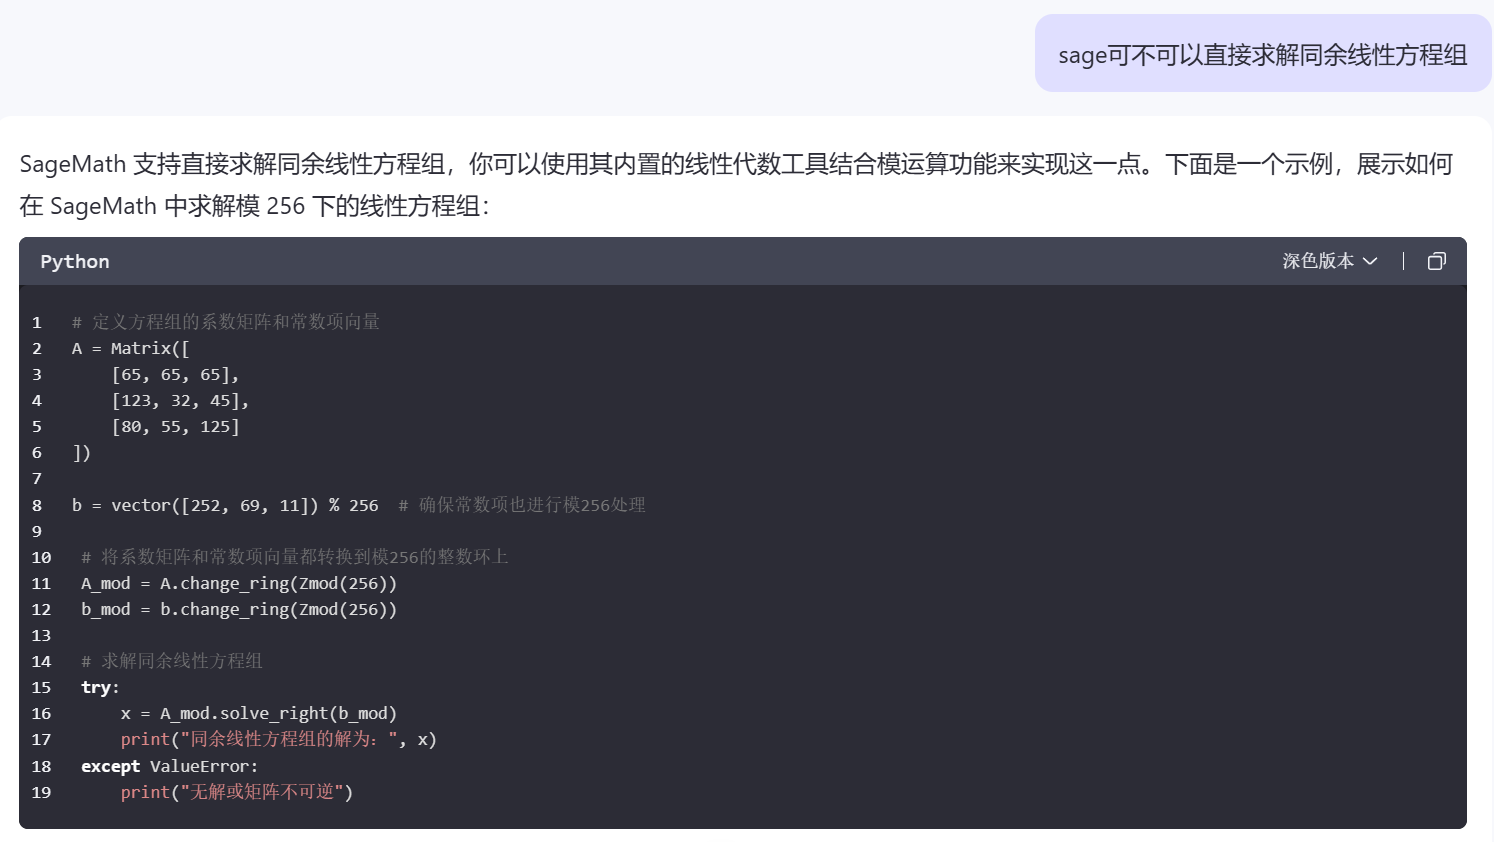 sage可不可以直接求解同余线性方程组
SageMath 支持直接求解同余线性方程组，你可以使用其内置的线性代数工具结合模运算功能来实现这一点。下面是一个示例，展示如何
在 SageMath 中求解模 256 下的线性方程组：
Python 深色版本
1 # 定义方程组的系数矩阵和常数项向量
2 A = Matrix([
3     [65, 65, 65],
4     [123, 32, 45],
5     [80, 55, 125]
6 ])
7
8 b = vector([252, 69, 11]) % 256  # 确保常数项也进行模256处理
9
10  # 将系数矩阵和常数项向量都转换到模256的整数环上
11  A_mod = A.change_ring(Zmod(256))
12  b_mod = b.change_ring(Zmod(256))
13
14  # 求解同余线性方程组
15  try:
16      x = A_mod.solve_right(b_mod)
17      print("同余线性方程组的解为：", x)
18  except ValueError:
19      print("无解或矩阵不可逆")